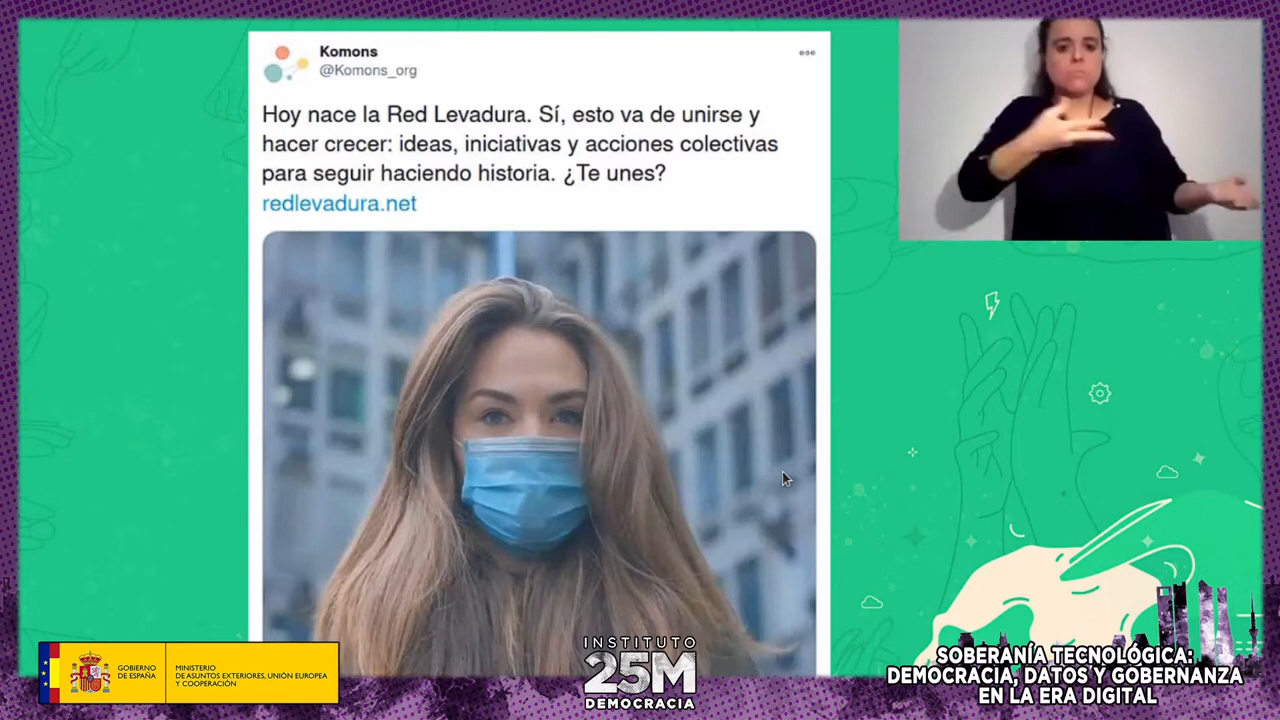 Komons
@Komons_org
Hoy nace la Red Levadura. Sí, esto va de unirse y
hacer crecer: ideas, iniciativas y acciones colectivas
para seguir haciendo historia. ¿Te unes?
redlevadura.net
GOBIERNO
DE ESPAÑA
MINISTERIO
DE ASUNTOS EXTERIORES, UNIÓN EUROPEA
Y COOPERACIÓN
INSTITUTO
25M
DEMOCRACIA
SOBERANÍA TECNOLÓGICA:
DEMOCRACIA, DATOS Y GOBERNANZA
EN LA ERA DIGITAL